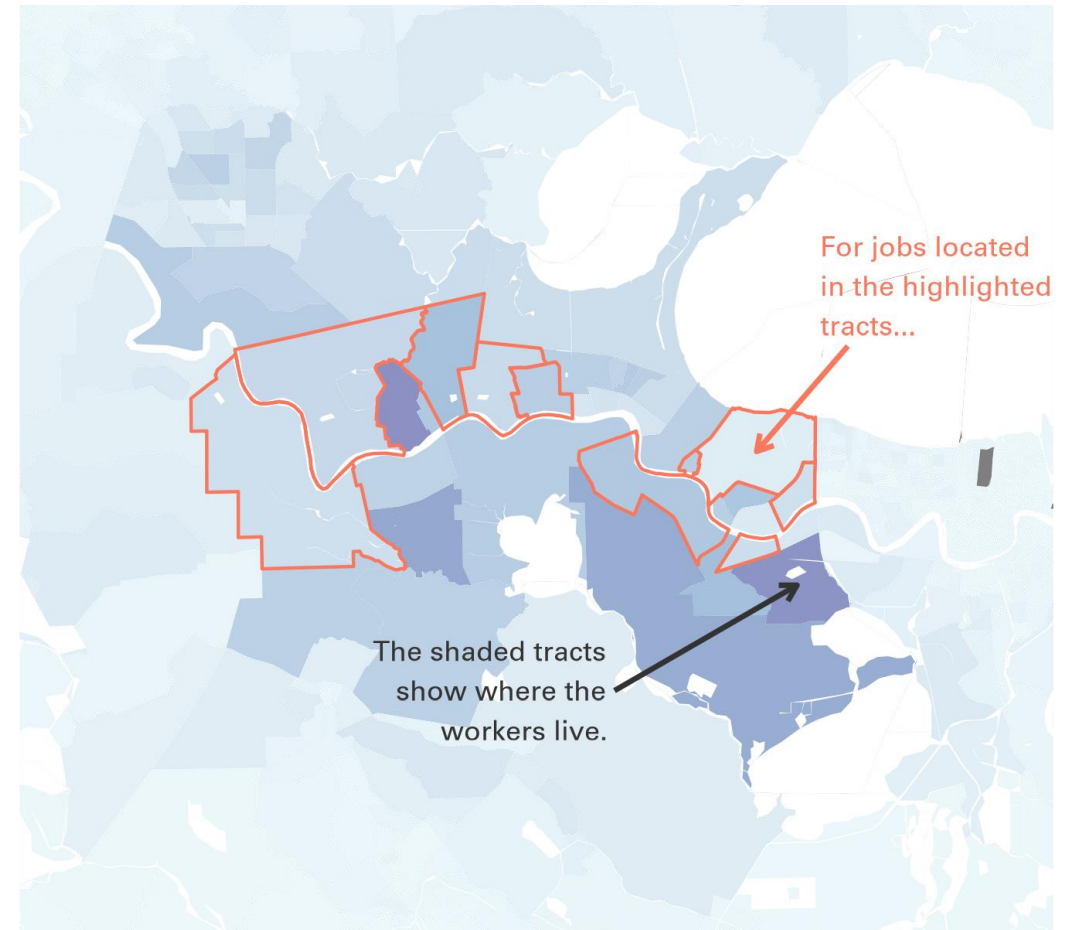 For jobs located
in the highlighted
tracts...
The shaded tracts
show where the
workers live.